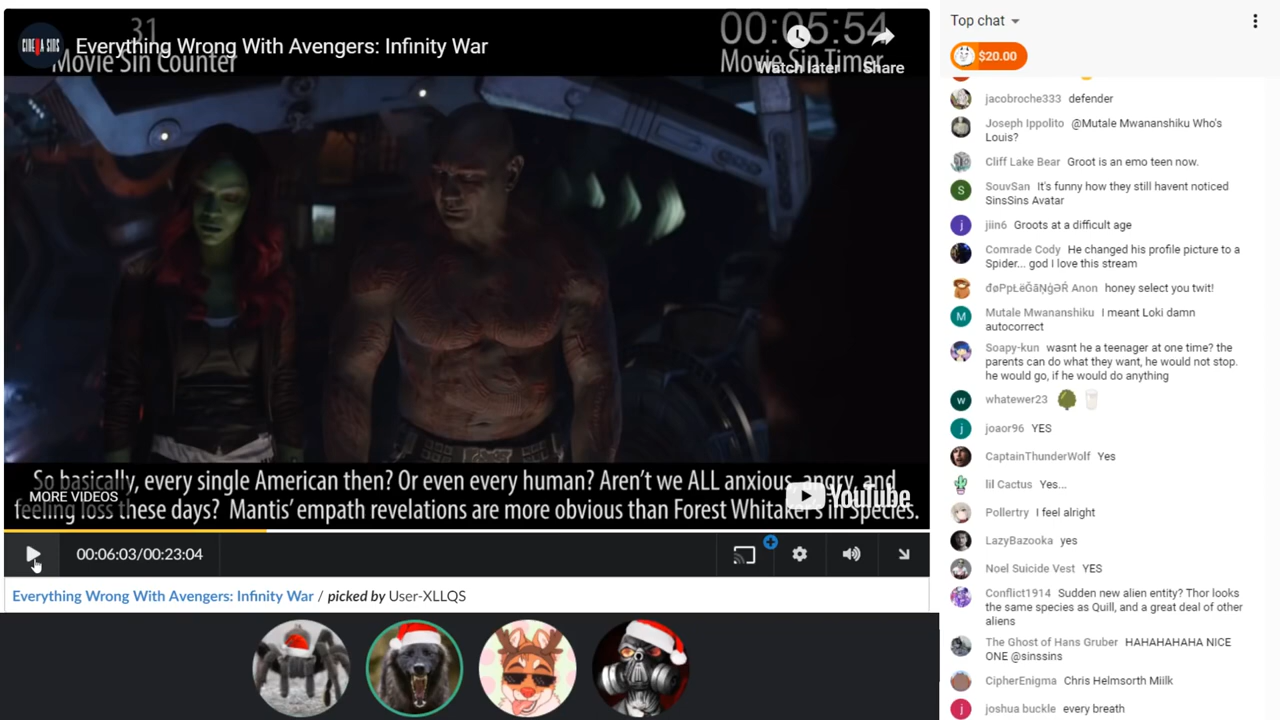 31
00:05:54
CINEMA SINS
Everything Wrong With Avengers: Infinity War
Movie Sin Counter
Movie Sin Timer
Watch later
Share
So basically, every single American then? Or even every human? Aren't we ALL anxious, angry, and
feeling loss these days? Mantis' empath revelations are more obvious than Forest Whitaker's in Species.
MORE VIDEOS
YouTube
00:06:03/00:23:04
Everything Wrong With Avengers: Infinity War / picked by User-XLLQS
Top chat
$20.00
jacobroche333 defender
Joseph Ippolito @Mutale Mwananshiku Who's
Louis?
Cliff Lake Bear Groot is an emo teen now.
S
SouvSan It's funny how they still havent noticed
SinsSins Avatar
j
jiin6 Groots at a difficult age
Comrade Cody He changed his profile picture to a
Spider... god I love this stream
Anon honey select you twit!
M
Mutale Mwananshiku I meant Loki damn
autocorrect
Soapy-kun wasnt he a teenager at one time? the
parents can do what they want, he would not stop.
he would go, if he would do anything
w
whatewer23
j
joaor96 YES
CaptainThunderWolf Yes
lil Cactus Yes...
Pollertry I feel alright
LazyBazooka yes
Noel Suicide Vest YES
Conflict1914 Sudden new alien entity? Thor looks
the same species as Quill, and a great deal of other
aliens
The Ghost of Hans Gruber HAHAHAHAHA NICE
ONE @sinssins
CipherEnigma Chris Helmsorth Miilk
j
joshua buckle every breath